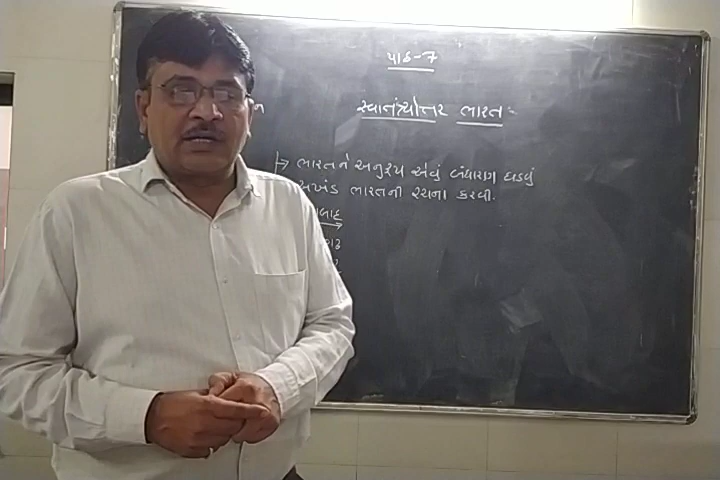 પાઠ-7
સ્વાતંત્ર્યોત્તર ભારત:
→ ભારતને અનુરૂપ એવું બંધારણ ઘડવું
અખંડ ભારતની રચના કરવી.